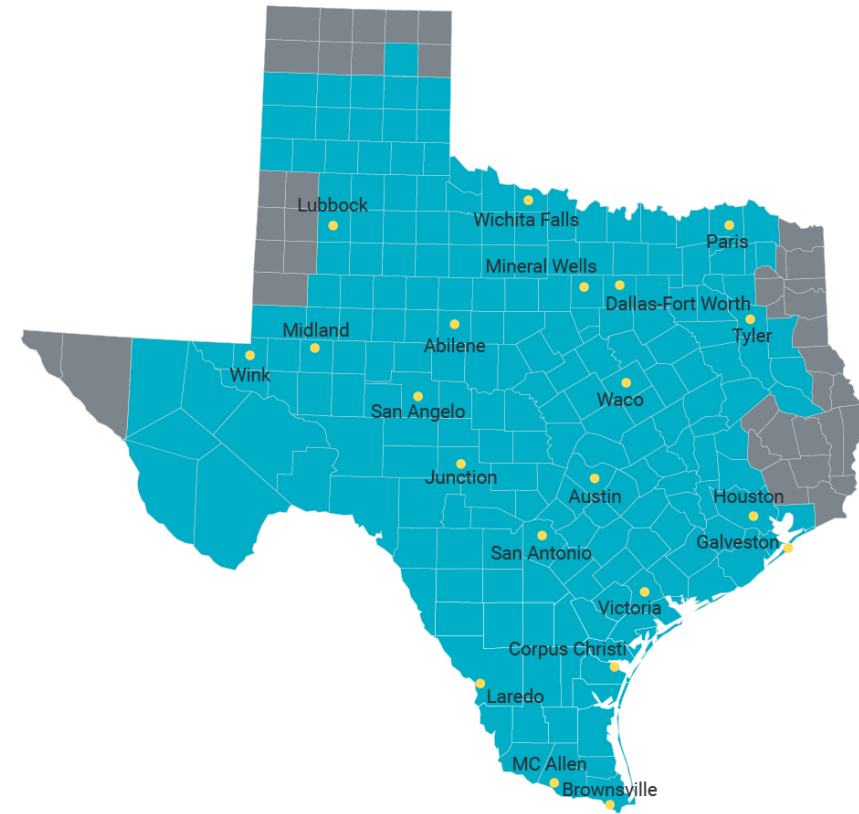 Lubbock
Wichita Falls
Paris
Mineral Wells
Dallas-Fort Worth
Midland
Abilene
Tyler
Wink
San Angelo
Waco
Junction
Austin
Houston
Galveston
San Antonio
Victoria
Corpus Christi
Laredo
MC Allen
Brownsville